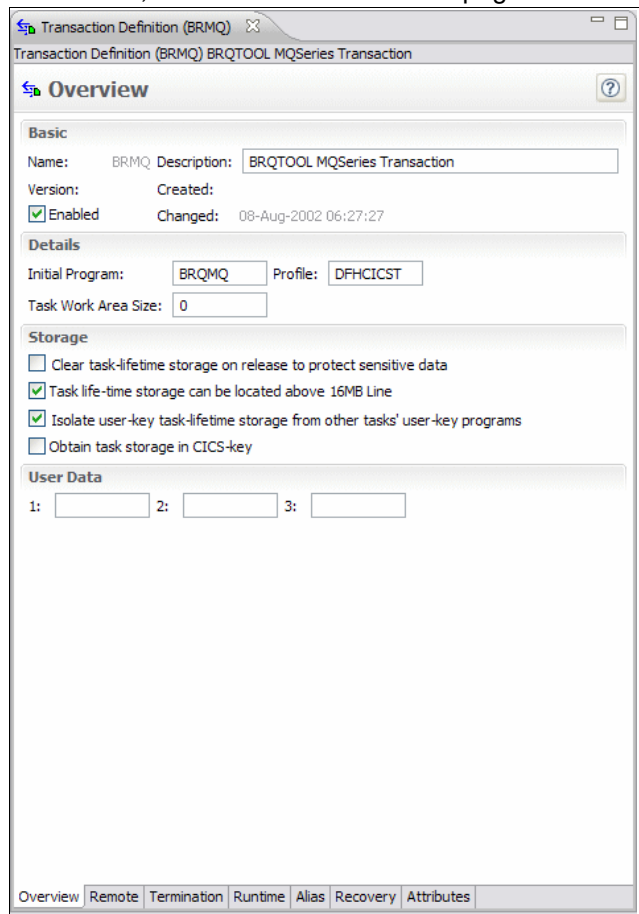 Transaction Definition (BRMQ)
Transaction Definition (BRMQ) BRQTOOL MQSeries Transaction
Overview
Basic
Name: BRMQ Description: BRQTOOL MQSeries Transaction
Version: Created:
Enabled Changed: 08-Aug-2002 06:27:27
Details
Initial Program: BRQMQ Profile: DFHCICST
Task Work Area Size: 0
Storage
Clear task-lifetime storage on release to protect sensitive data
Task life-time storage can be located above 16MB Line
Isolate user-key task-lifetime storage from other tasks' user-key programs
Obtain task storage in CICS-key
User Data
1: 2: 3:
Overview Remote Termination Runtime Alias Recovery Attributes